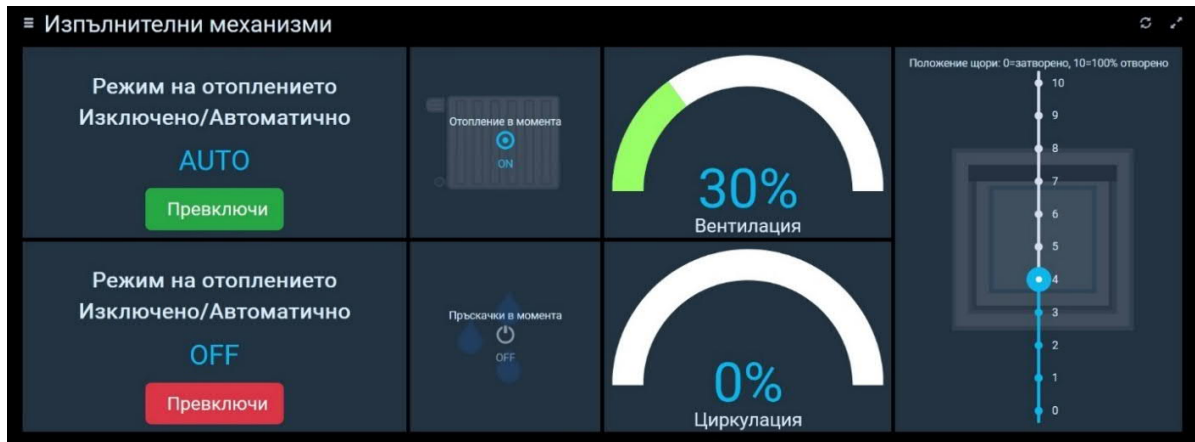 Изпълнителни механизми
Режим на отоплението
Изключено/Автоматично
AUTO
Превключи
Отопление в момента
ON
30%
Вентилация
Режим на отоплението
Изключено/Автоматично
OFF
Превключи
Пръскачки в момента
OFF
0%
Циркулация
Положение щори: 0=затворено, 10=100% отворено
10
9
8
7
6
5
4
3
2
1
0